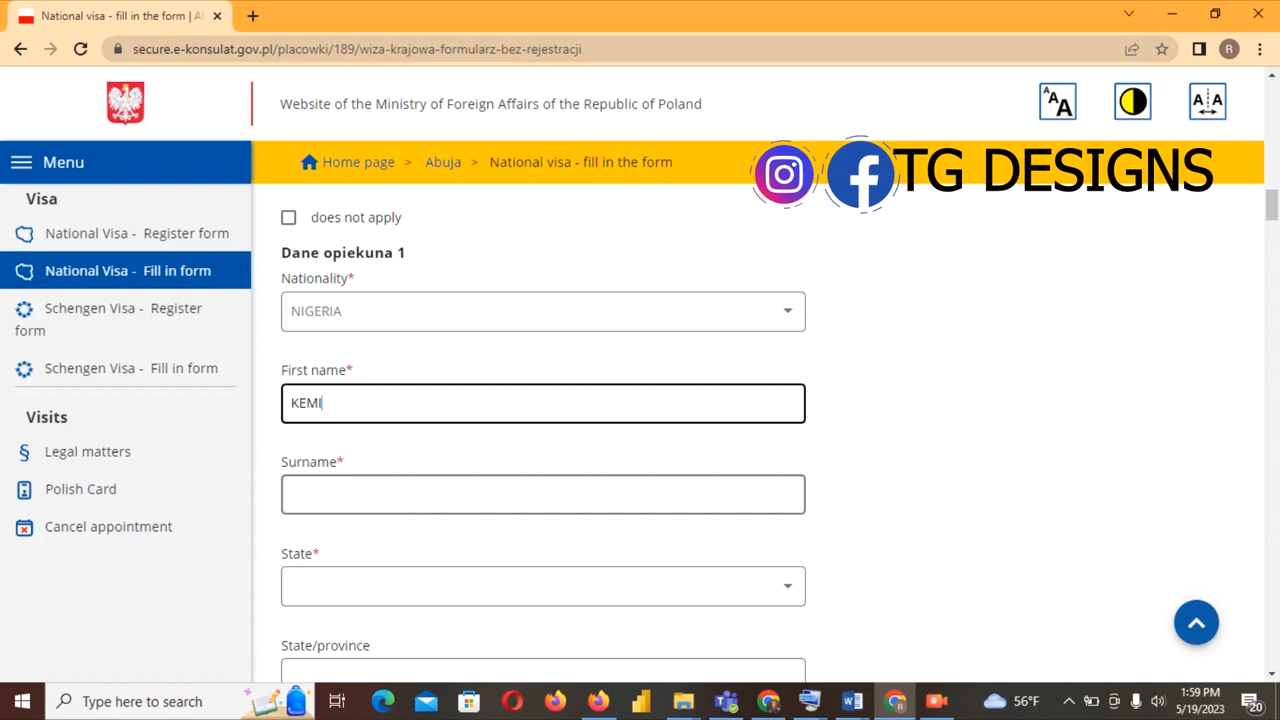 National visa - fill in the form | A
secure.e-konsulat.gov.pl/placowki/189/wiza-krajowa-formularz-bez-rejestracji
R
Website of the Ministry of Foreign Affairs of the Republic of Poland
AAA
A A
Menu
Home page > Abuja > National visa - fill in the form
TG DESIGNS
Visa
National Visa - Register form
National Visa - Fill in form
Schengen Visa - Register
form
Schengen Visa - Fill in form
Visits
Legal matters
Polish Card
Cancel appointment
does not apply
Dane opiekuna 1
Nationality*
NIGERIA
First name*
KEMI
Surname*
State*
State/province
Type here to search
56°F
1:59 PM
5/19/2023
20